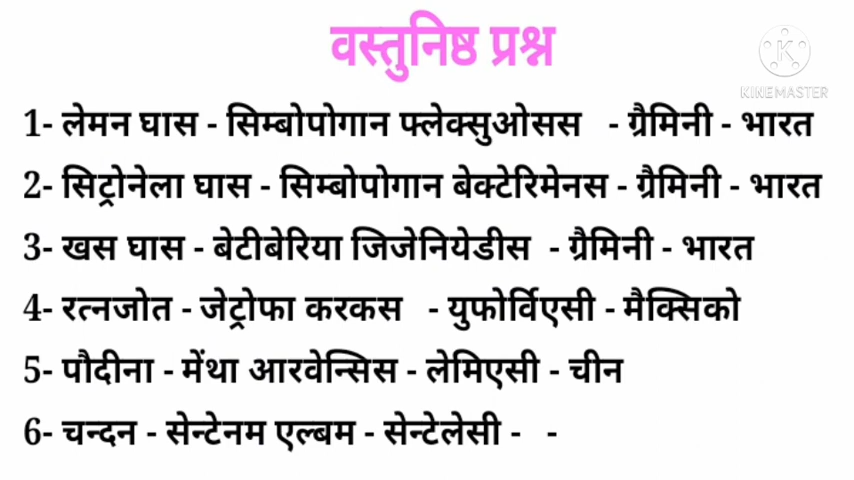 वस्तुनिष्ठ प्रश्न
KINEMASTER
1- लेमन घास - सिम्बोपोगान फ्लेक्सुओसस - ग्रैमिनी - भारत
2- सिट्रोनेला घास - सिम्बोपोगान बेक्टेरिमेनस - ग्रैमिनी - भारत
3- खस घास - बेटीबेरिया जिजेनियेडीस - ग्रैमिनी - भारत
4- रत्नजोत - जेट्रोफा करकस - युफोर्विएसी - मैक्सिको
5- पौदीना - मेंथा आरवेन्सिस - लेमिएसी - चीन
6- चन्दन - सेन्टेनम एल्बम - सेन्टेलेसी - -